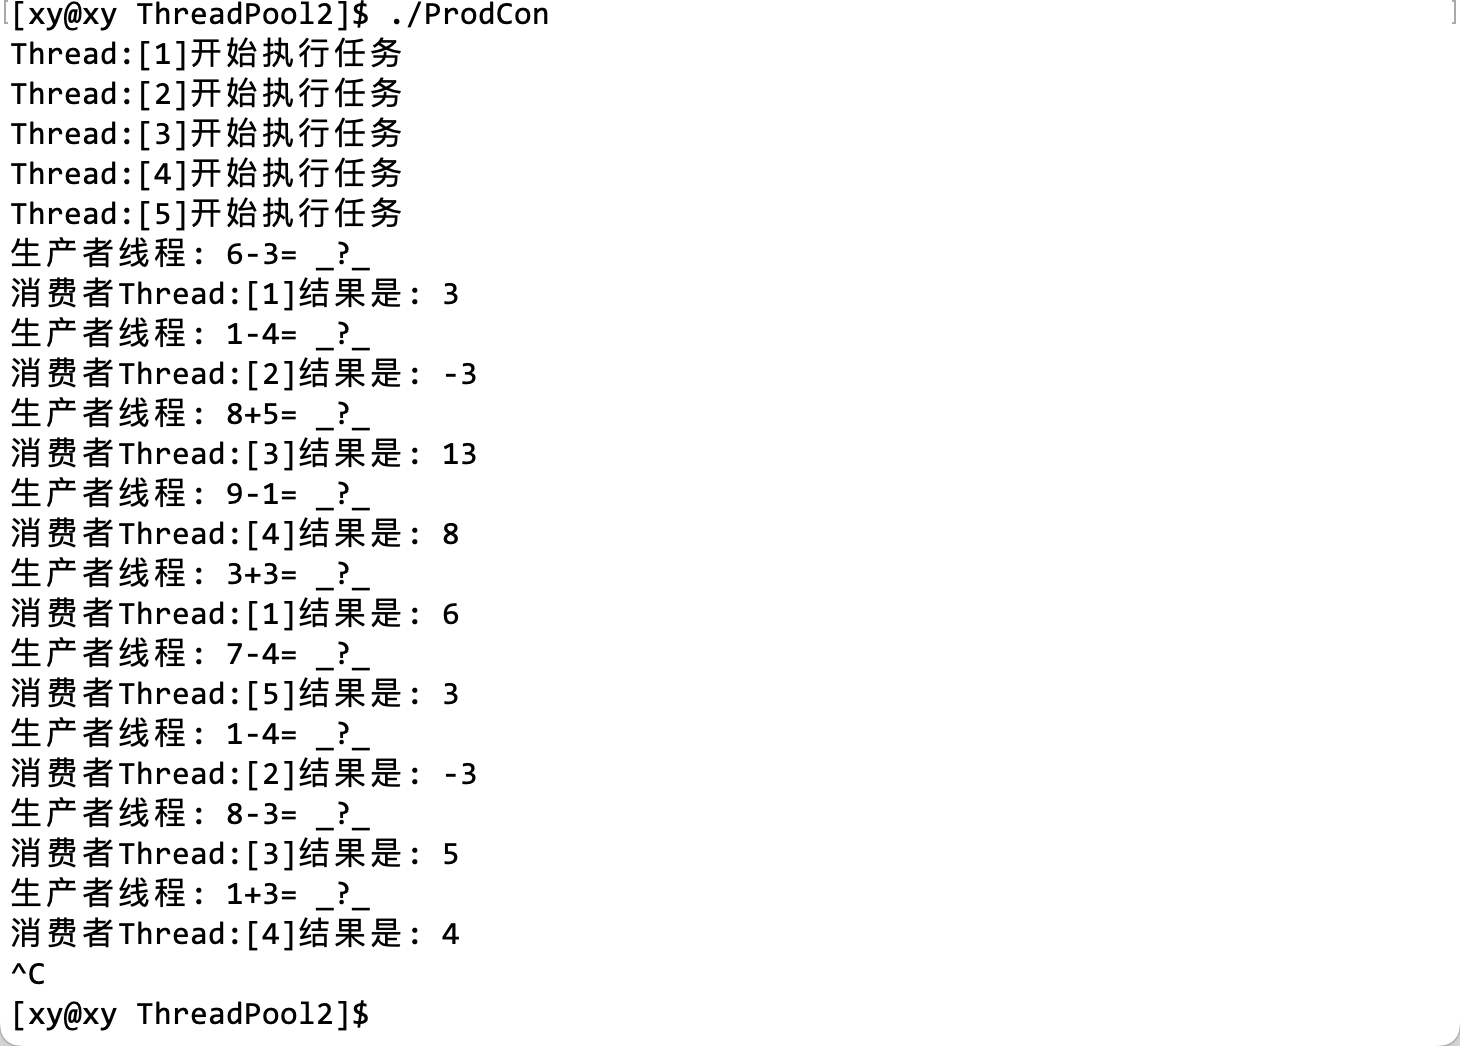 [xy@xy ThreadPool2]$ ./ProdCon
Thread:[1]开始执行任务
Thread:[2]开始执行任务
Thread:[3]开始执行任务
Thread:[4]开始执行任务
Thread:[5]开始执行任务
生产者线程: 6-3= _?_
消费者Thread:[1]结果是: 3
生产者线程: 1-4= _?_
消费者Thread:[2]结果是: -3
生产者线程: 8+5= _?_
消费者Thread:[3]结果是: 13
生产者线程: 9-1= _?_
消费者Thread:[4]结果是: 8
生产者线程: 3+3= _?_
消费者Thread:[1]结果是: 6
生产者线程: 7-4= _?_
消费者Thread:[5]结果是: 3
生产者线程: 1-4= _?_
消费者Thread:[2]结果是: -3
生产者线程: 8-3= _?_
消费者Thread:[3]结果是: 5
生产者线程: 1+3= _?_
消费者Thread:[4]结果是: 4
^C
[xy@xy ThreadPool2]$